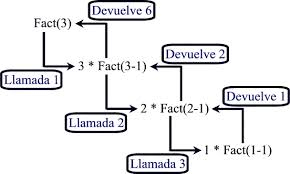 Devuelve 6
Fact(3)
Devuelve 2
Llamada 1
3 * Fact(3-1)
Devuelve 1
Llamada 2
2 * Fact(2-1)
Llamada 3
1 * Fact(1-1)